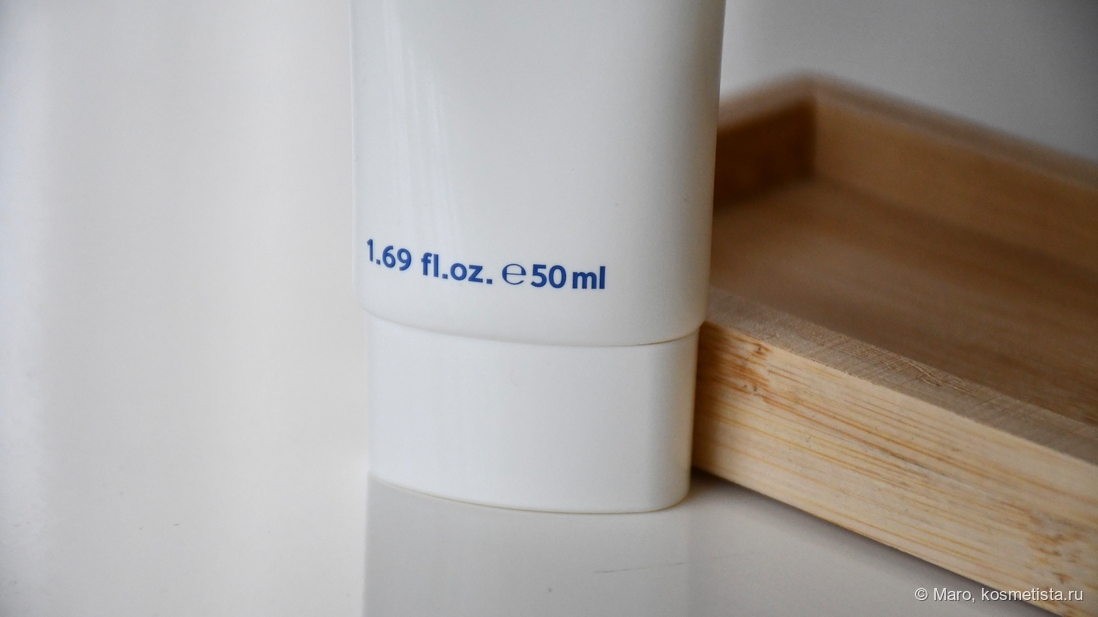 1.69 fl.oz. ℮50ml
© Maro, kosmetista.ru